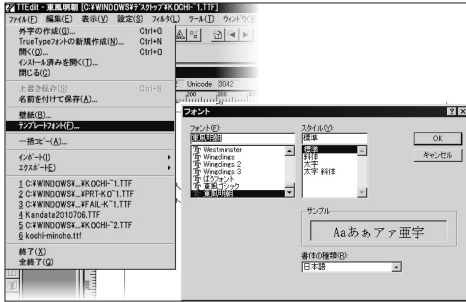 TTEdit - 東風明朝 [C:¥WINDOWS¥デスクトップ¥KOCHI-~1.TTF]
ファイル(F) 編集(E) 表示(V) 設定(S) フィルタ(L) ツール(T) ウィンドウ
外字の作成(G)... Ctrl+G
TrueTypeフォントの新規作成(N)... Ctrl+N
開く(O)... Ctrl+O
インストール済みを開く(T)...
閉じる(C)
上書き保存(S) Ctrl+S
名前を付けて保存(A)...
壁紙(B)...
テンプレートフォント(F)...
一括コピー(A)...
インポート(I)
エクスポート(E)
1 C:¥WINDOWS¥...¥KOCHI-~1.TTF
2 C:¥WINDOWS¥...¥PRT-KO~1.TTF
3 C:¥WINDOWS¥...¥FAIL-K~1.TTF
4 Kandata2010706.TTF
5 C:¥WINDOWS¥...¥KOCHI-~2.TTF
6 kochi-mincho.ttf
終了(X)
全終了(Q)
Unicode 3042
200 300
フォント
フォント(F):
東風明朝
Westminster
Wingdings
Wingdings 2
Wingdings 3
ぱうフォント
東風ゴシック
東風明朝
スタイル(Y):
標準
標準
斜体
太字
太字 斜体
OK
キャンセル
サンプル
Aaあぁアァ亜宇
書体の種類(R):
日本語